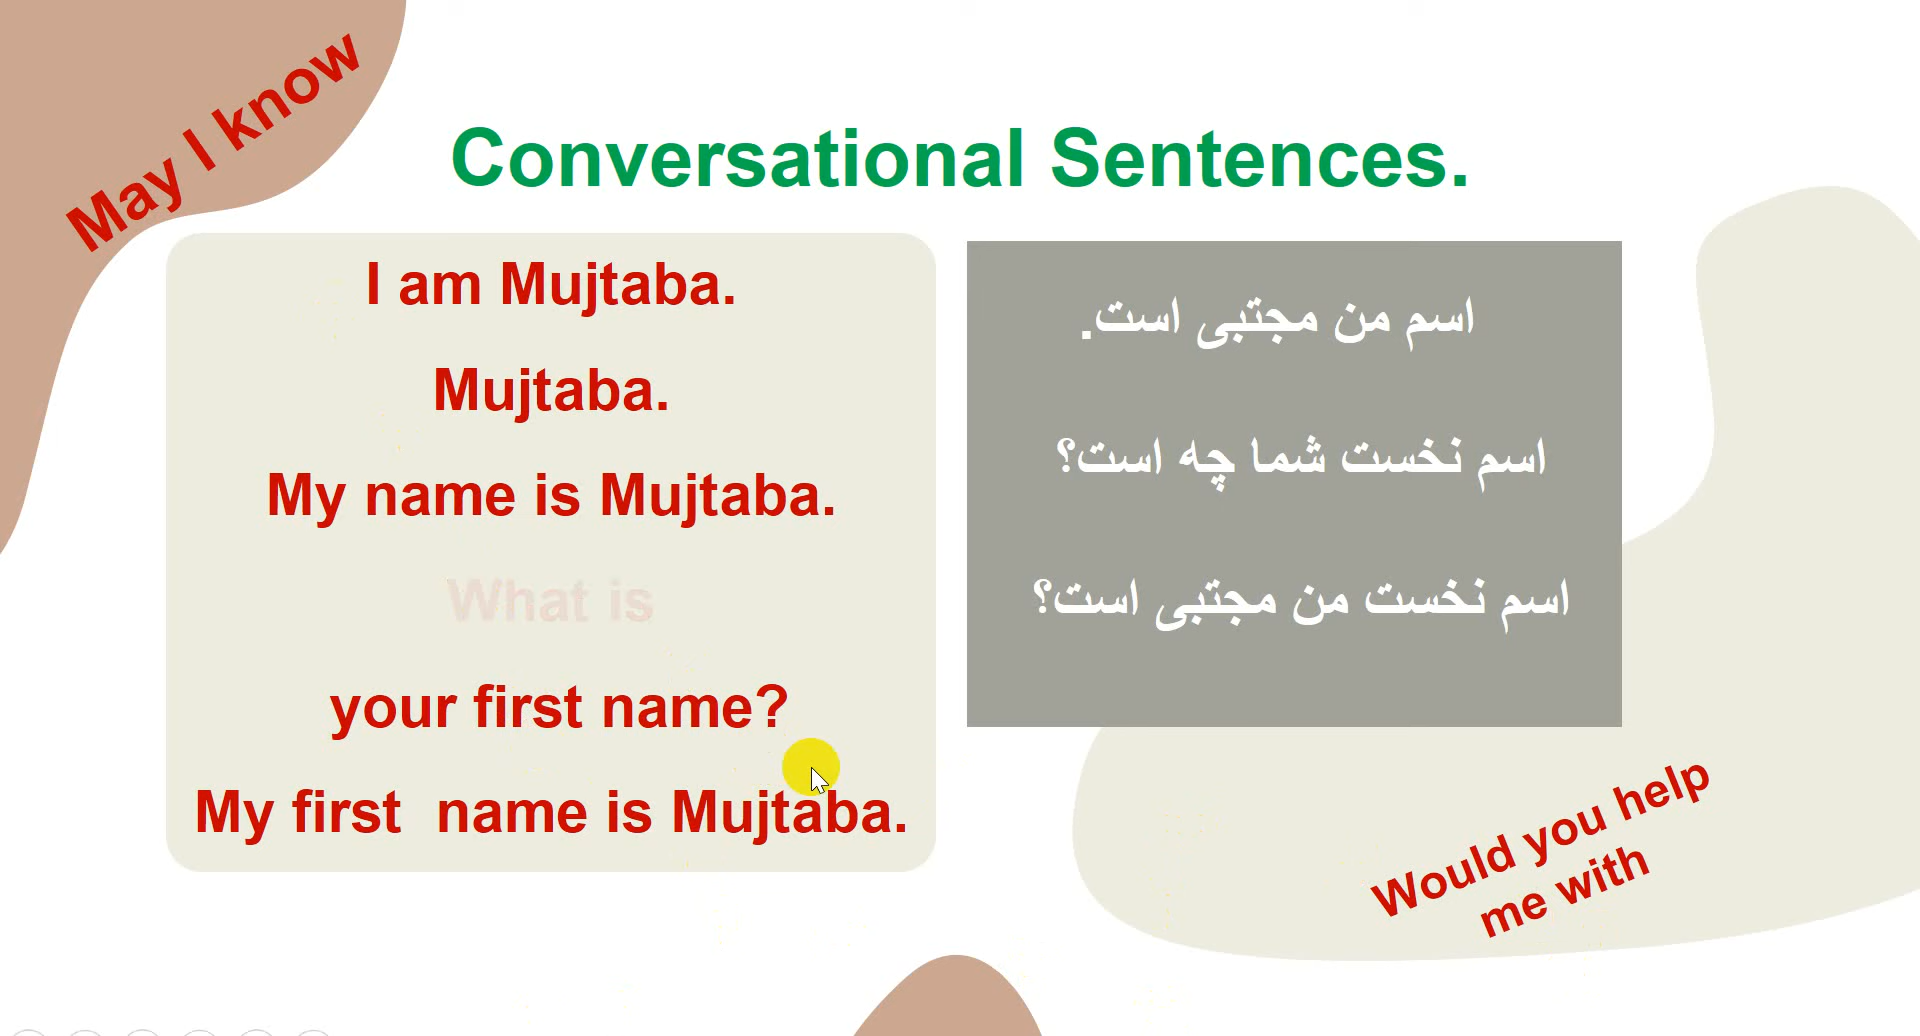 May I know
Conversational Sentences.
I am Mujtaba.
Mujtaba.
My name is Mujtaba.
What is
your first name?
My first  name is Mujtaba.
اسم من مجتبی است.
اسم نخست شما چه است؟
اسم نخست من مجتبی است؟
Would you help
me with